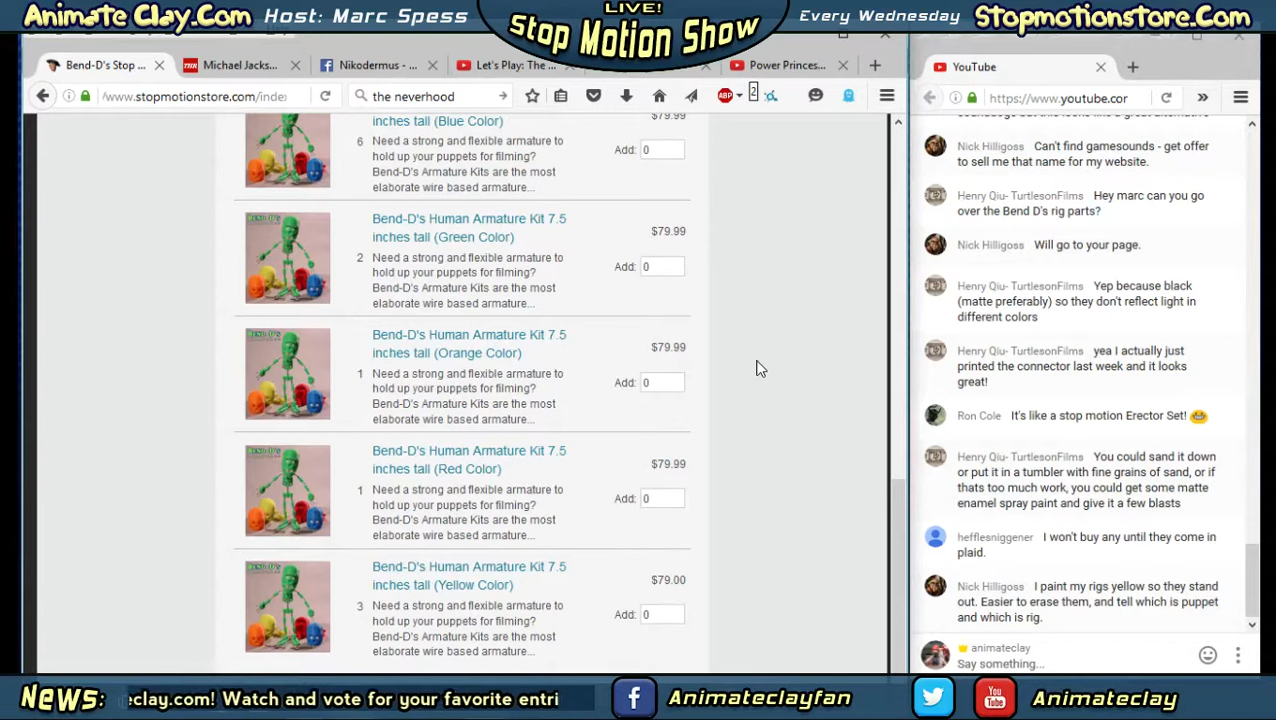 Animate Clay.Com Host: Marc Spess
LIVE!
Stop Motion Show
Every Wednesday Stopmotionstore.Com
Bend-D's Stop ...
Michael Jacks...
Nikodermus - ...
Let's Play: The ...
Power Princes...
YouTube
/www.stopmotionstore.com/inde
the neverhood
ABP
2
https://www.youtube.cor
inches tall (Blue Color)
$79.99
6
Need a strong and flexible armature to
hold up your puppets for filming?
Bend-D's Armature Kits are the most
elaborate wire based armature...
Add: 0
BEND-D'S
Bend-D's Human Armature Kit 7.5
inches tall (Green Color)
$79.99
2
Need a strong and flexible armature to
hold up your puppets for filming?
Bend-D's Armature Kits are the most
elaborate wire based armature...
Add: 0
BEND-D'S
Bend-D's Human Armature Kit 7.5
inches tall (Orange Color)
$79.99
1
Need a strong and flexible armature to
hold up your puppets for filming?
Bend-D's Armature Kits are the most
elaborate wire based armature...
Add: 0
BEND-D'S
Bend-D's Human Armature Kit 7.5
inches tall (Red Color)
$79.99
1
Need a strong and flexible armature to
hold up your puppets for filming?
Bend-D's Armature Kits are the most
elaborate wire based armature...
Add: 0
BEND-D'S
Bend-D's Human Armature Kit 7.5
inches tall (Yellow Color)
$79.00
3
Need a strong and flexible armature to
hold up your puppets for filming?
Bend-D's Armature Kits are the most
elaborate wire based armature...
Add: 0
Nick Hilligoss Can't find gamesounds - get offer
to sell me that name for my website.
Henry Qiu- TurtlesonFilms Hey marc can you go
over the Bend D's rig parts?
Nick Hilligoss Will go to your page.
Henry Qiu- TurtlesonFilms Yep because black
(matte preferably) so they don't reflect light in
different colors
Henry Qiu- TurtlesonFilms yea I actually just
printed the connector last week and it looks
great!
Ron Cole It's like a stop motion Erector Set! 😂
Henry Qiu- TurtlesonFilms You could sand it down
or put it in a tumbler with fine grains of sand, or if
thats too much work, you could get some matte
enamel spray paint and give it a few blasts
hefflesniggener I won't buy any until they come in
plaid.
Nick Hilligoss I paint my rigs yellow so they stand
out. Easier to erase them, and tell which is puppet
and which is rig.
animateclay
Say something...
News: eclay.com! Watch and vote for your favorite entri
Animateclayfan
You Tube
Animateclay